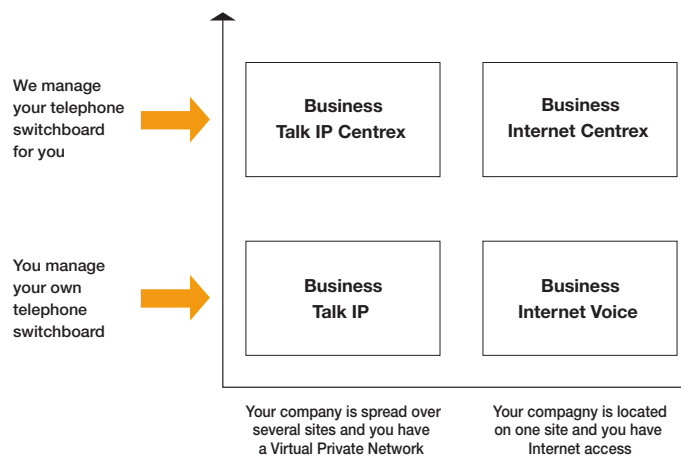 We manage
your telephone
switchboard
for you
Business
Talk IP Centrex
Business
Internet Centrex
You manage
your own
telephone
switchboard
Business
Talk IP
Business
Internet Voice
Your company is spread over
several sites and you have
a Virtual Private Network
Your compagny is located
on one site and you have
Internet access